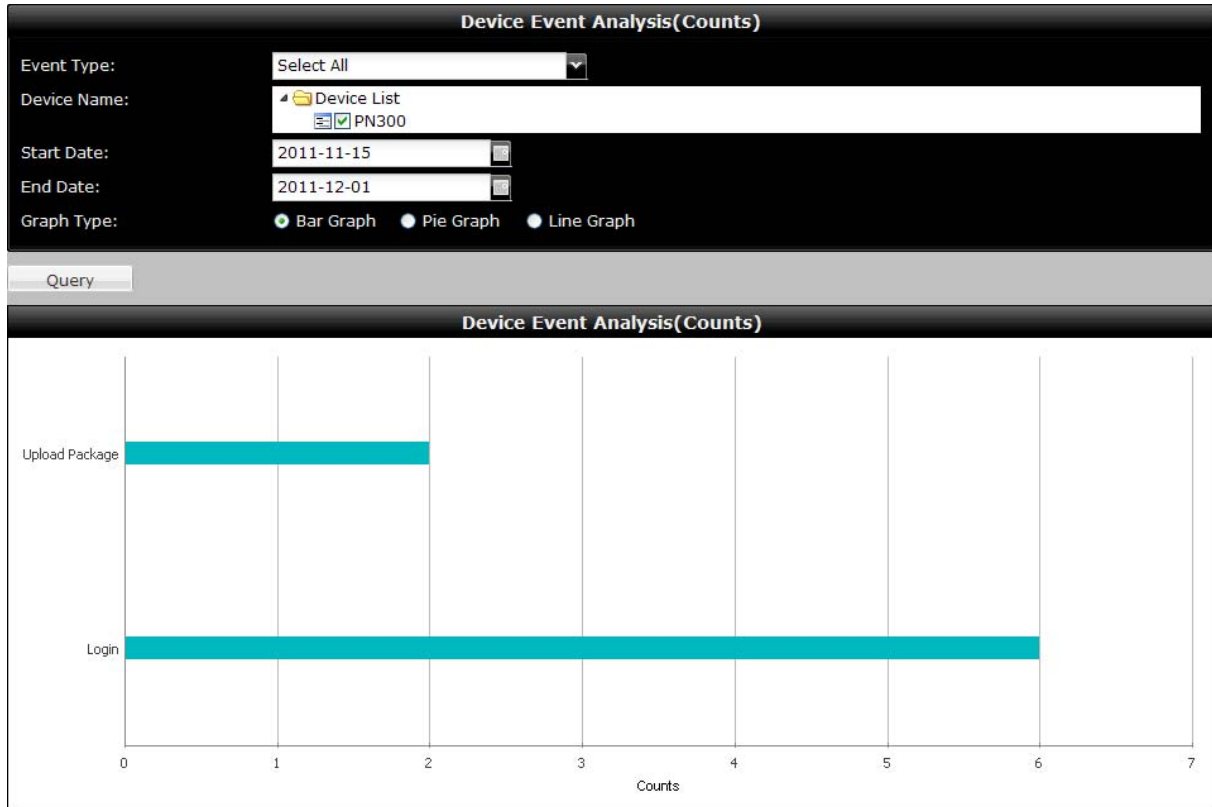 Device Event Analysis(Counts)
Event Type: Select All
Device Name: Device List
PN300
Start Date: 2011-11-15
End Date: 2011-12-01
Graph Type: Bar Graph Pie Graph Line Graph
Query
Device Event Analysis(Counts)
Upload Package
Login
0 1 2 3 4 5 6 7
Counts